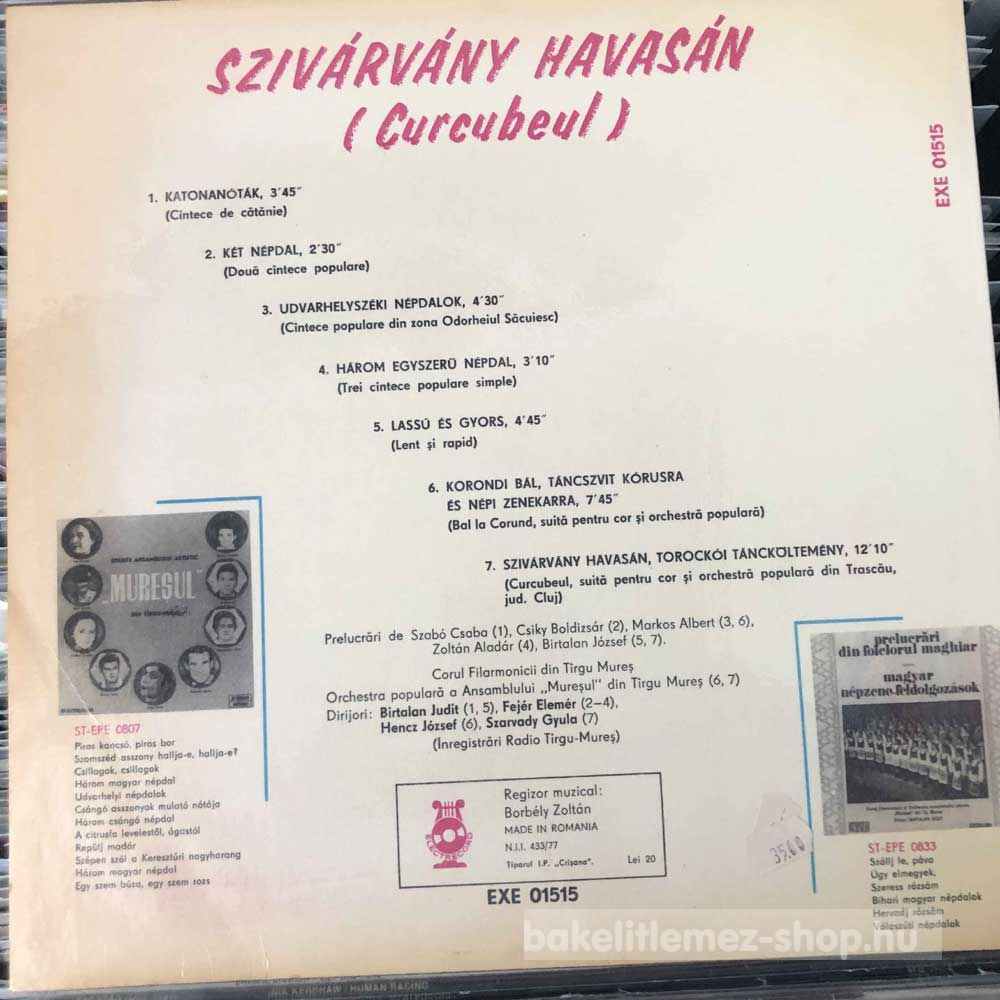 SZIVÁRVÁNY HAVASÁN
( Curcubeul )
EXE 01515
1. KATONANÓTÁK, 3'45"
(Cîntece de cătănie)
2. KÉT NÉPDAL, 2'30"
(Două cîntece populare)
3. UDVARHELYSZÉKI NÉPDALOK, 4'30"
(Cîntece populare din zona Odorheiul Săcuiesc)
4. HÁROM EGYSZERŰ NÉPDAL, 3'10"
(Trei cîntece populare simple)
5. LASSÚ ÉS GYORS, 4'45"
(Lent și rapid)
6. KORONDI BÁL, TÁNCSZVIT KÓRUSRA
ÉS NÉPI ZENEKARRA, 7'45"
(Bal la Corund, suită pentru cor și orchestră populară)
7. SZIVÁRVÁNY HAVASÁN, TOROCKÓI TÁNCKÖLTEMÉNY, 12'10"
(Curcubeul, suită pentru cor și orchestră populară din Trascău,
jud. Cluj)
Prelucrări de Szabó Csaba (1), Csiky Boldizsár (2), Markos Albert (3, 6),
Zoltán Aladár (4), Birtalan József (5, 7).
Corul Filarmonicii din Tîrgu Mureș
Orchestra populară a Ansamblului „Mureșul" din Tîrgu Mureș (6, 7)
Dirijori: Birtalan Judit (1, 5), Fejér Elemér (2—4),
Hencz József (6), Szarvady Gyula (7)
(Înregistrări Radio Tîrgu-Mureș)
"MUREȘUL"
ST-EPE 0807
Piros kancsó, piros bor
Szomszéd asszony hallja-e, hallja-e?
Csillagok, csillagok
Három magyar népdal
Udvarhelyi népdalok
Csángó asszonyok mulató nótája
Három csángó népdal
A citrusfa levelestől, ágastól
Repülj madár
Szépen szól a Keresztúri nagyharang
Három magyar népdal
Egy szem búza, egy szem rozs
ELECTRECORD
Regizor muzical:
Borbély Zoltán
MADE IN ROMANIA
N.I.I. 433/77
Tiparul I.P. „Crișana". Lei 20
EXE 01515
35,00
prelucrări
din folclorul maghiar
magyar
népzene-feldolgozások
ST-EPE 0833
Szállj le, páva
Úgy elmegyek,
Szeress rózsám
Bihari magyar népdalok
Hervadj rózsám
Válaszúti népdalok
bakelitlemez-shop.hu
NIK KERSHAW / HUMAN RACING